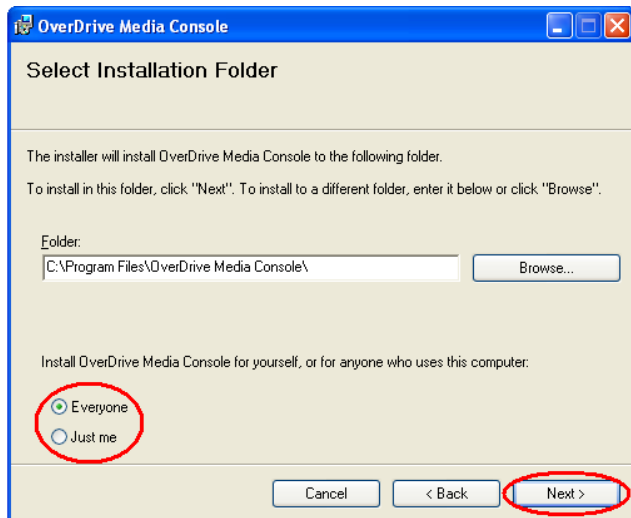 OverDrive Media Console
Select Installation Folder
The installer will install OverDrive Media Console to the following folder.
To install in this folder, click "Next". To install to a different folder, enter it below or click "Browse".
Folder:
C:\Program Files\OverDrive Media Console\
Browse...
Install OverDrive Media Console for yourself, or for anyone who uses this computer:
Everyone
Just me
Cancel
< Back
Next >